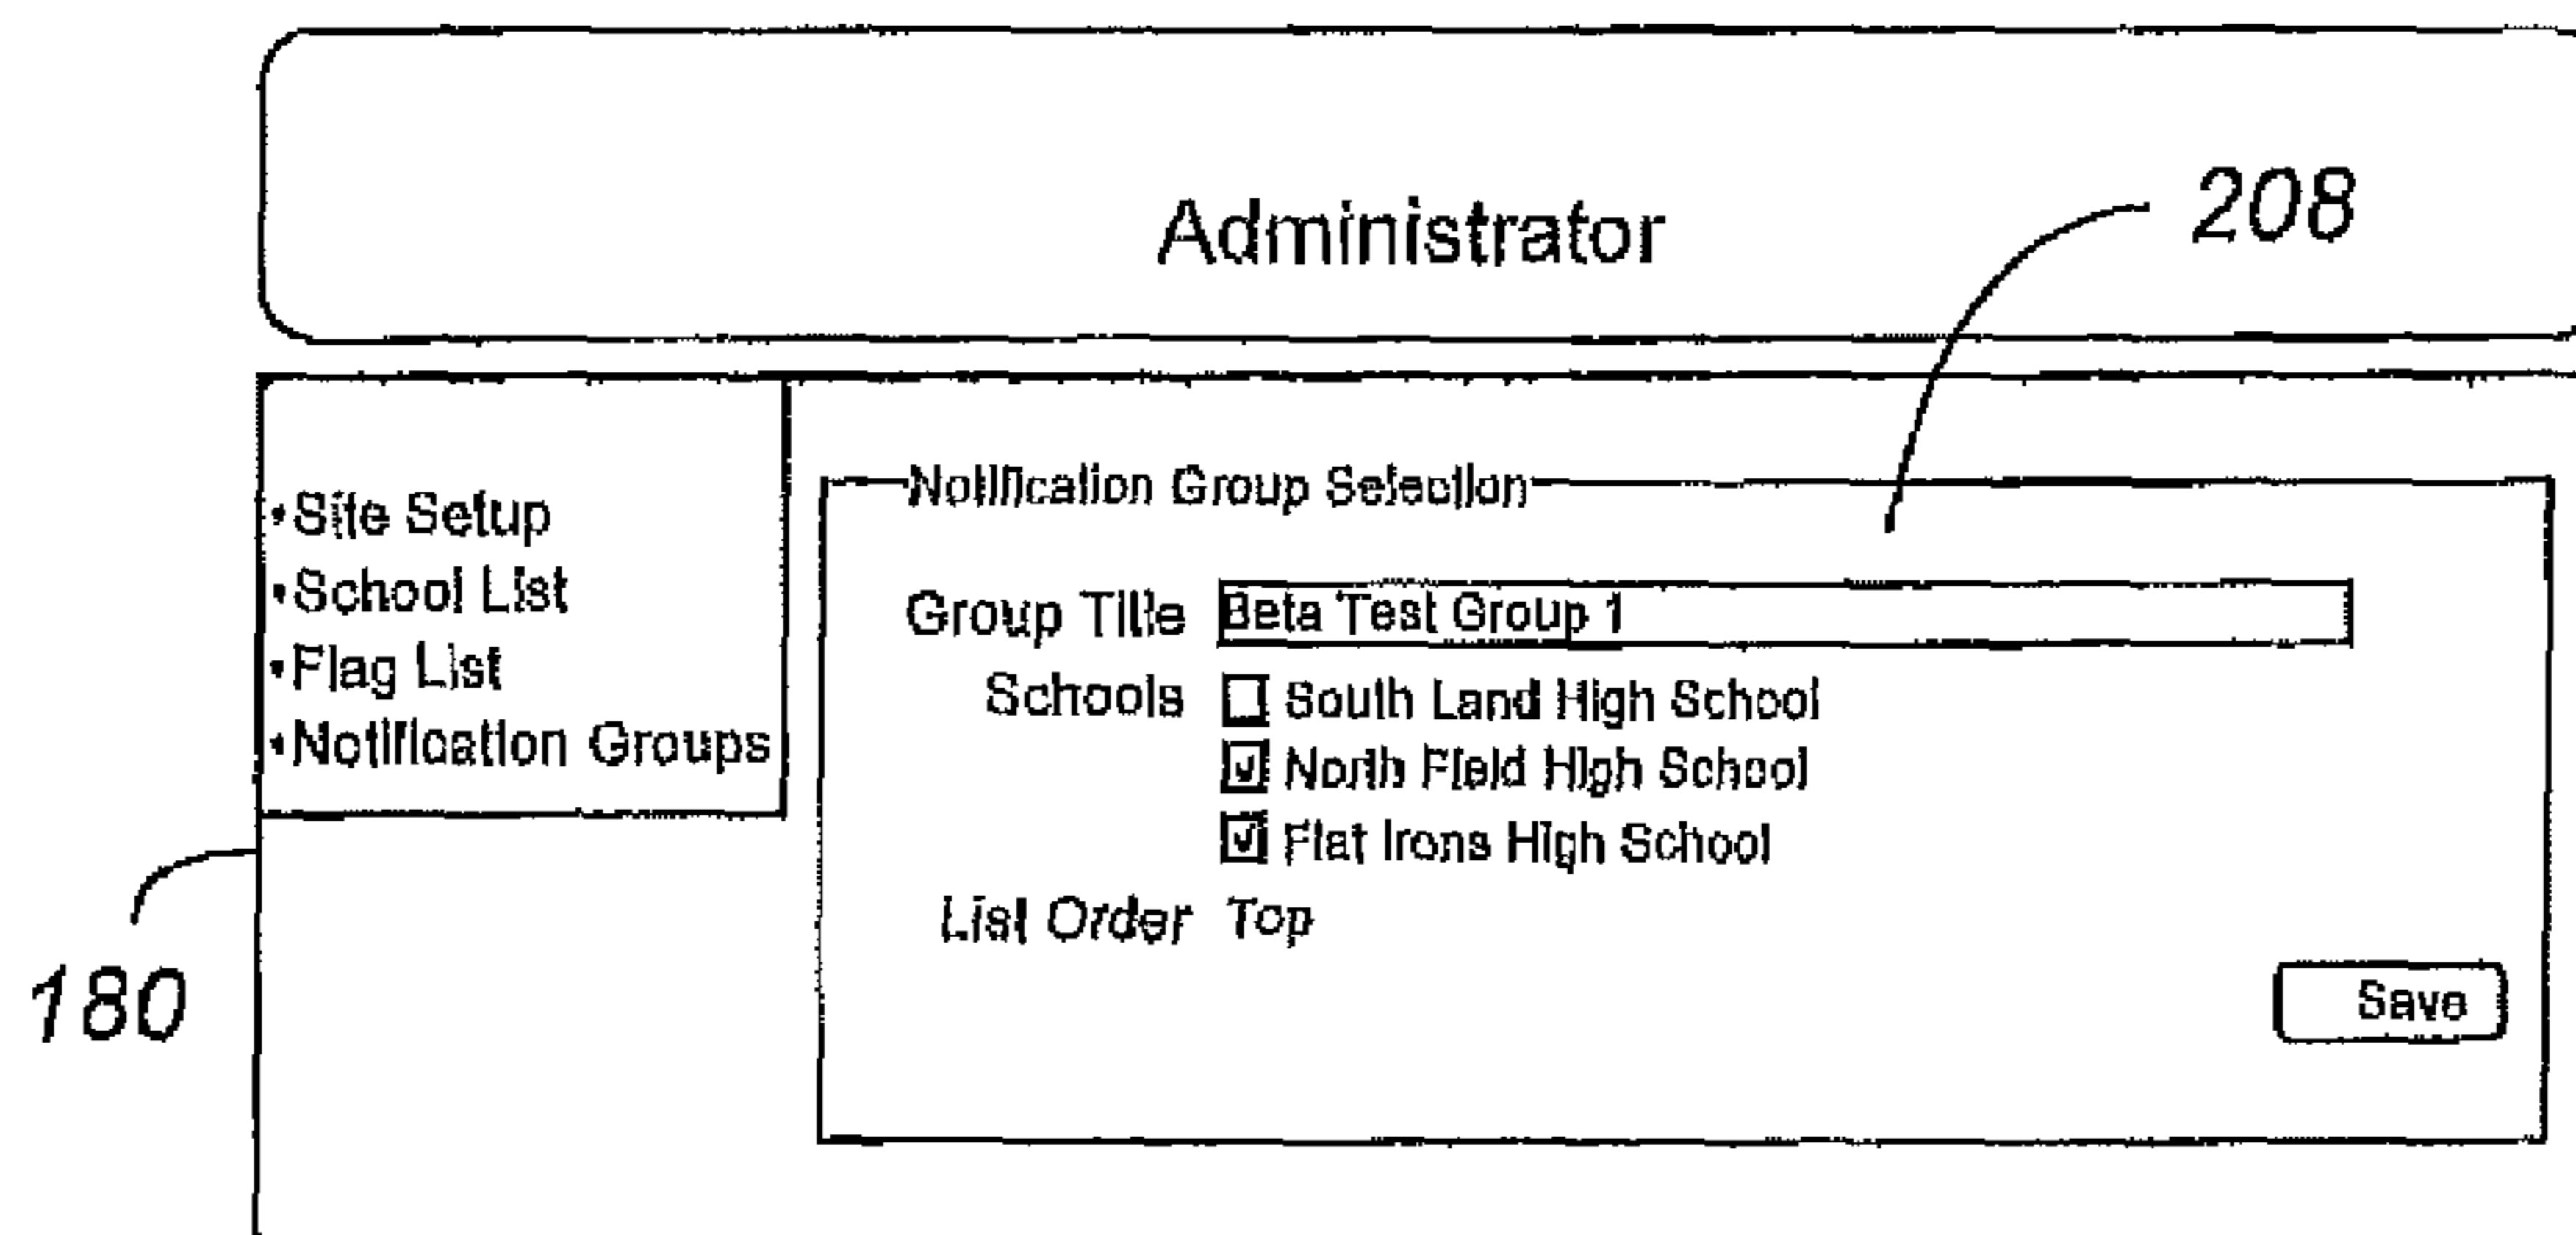 Administrator
208
•Site Setup
•School List
•Flag List
•Notification Groups
180
Notification Group Selection
Group Title Beta Test Group 1
Schools South Land High School
North Field High School
Flat Irons High School
List Order Top
Save